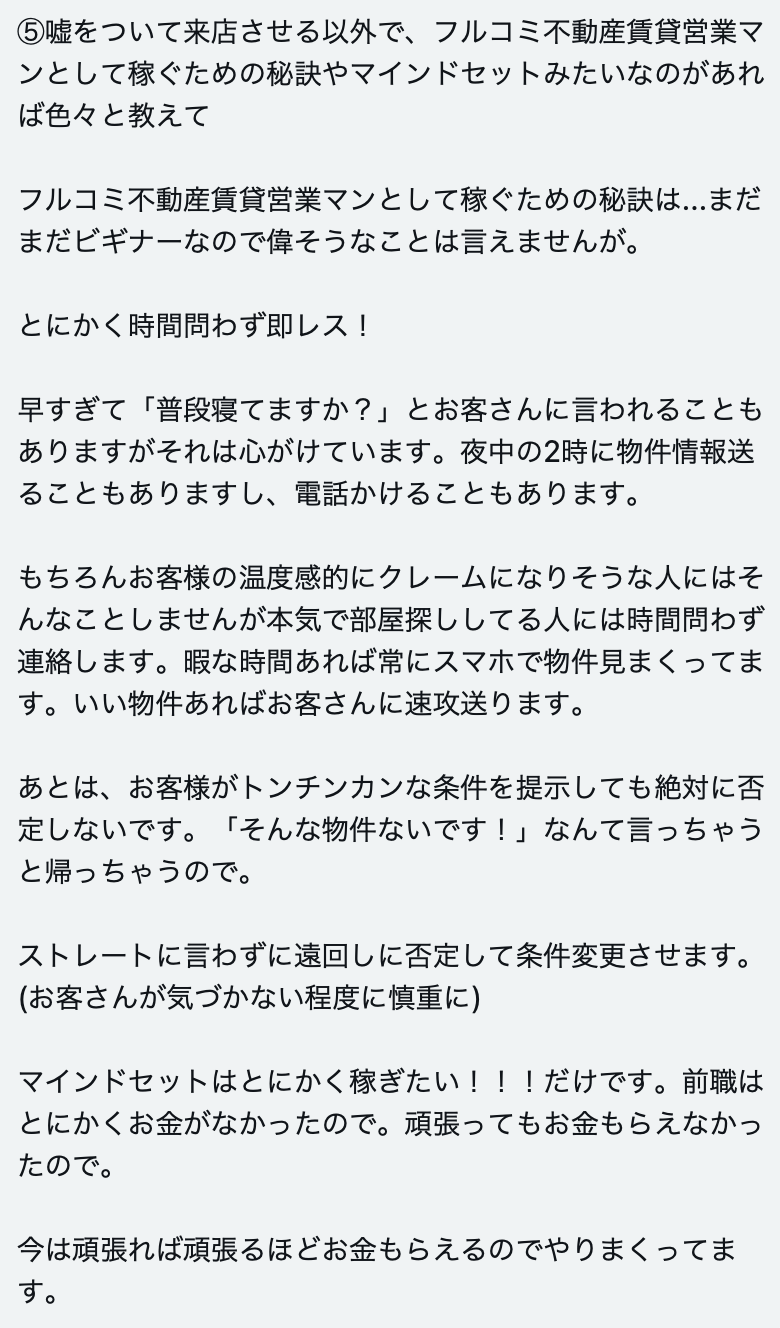 ⑤嘘をついて来店させる以外で、フルコミ不動産賃貸営業マ
ンとして稼ぐための秘訣やマインドセットみたいなのがあれ
ば色々と教えて
フルコミ不動産賃貸営業マンとして稼ぐための秘訣は...まだ
まだビギナーなので偉そうなことは言えませんが。
とにかく時間問わず即レス！
早すぎて「普段寝てますか？」とお客さんに言われることも
ありますがそれは心がけています。夜中の2時に物件情報送
ることもありますし、電話かけることもあります。
もちろんお客様の温度感的にクレームになりそうな人にはそ
んなことしませんが本気で部屋探ししてる人には時間問わず
連絡します。暇な時間あれば常にスマホで物件見まくってま
す。いい物件あればお客さんに速攻送ります。
あとは、お客様がトンチンカンな条件を提示しても絶対に否
定しないです。「そんな物件ないです！」なんて言っちゃう
と帰っちゃうので。
ストレートに言わずに遠回しに否定して条件変更させます。
(お客さんが気づかない程度に慎重に)
マインドセットはとにかく稼ぎたい！！！だけです。前職は
とにかくお金がなかったので。頑張ってもお金もらえなかっ
たので。
今は頑張れば頑張るほどお金もらえるのでやりまくってま
す。